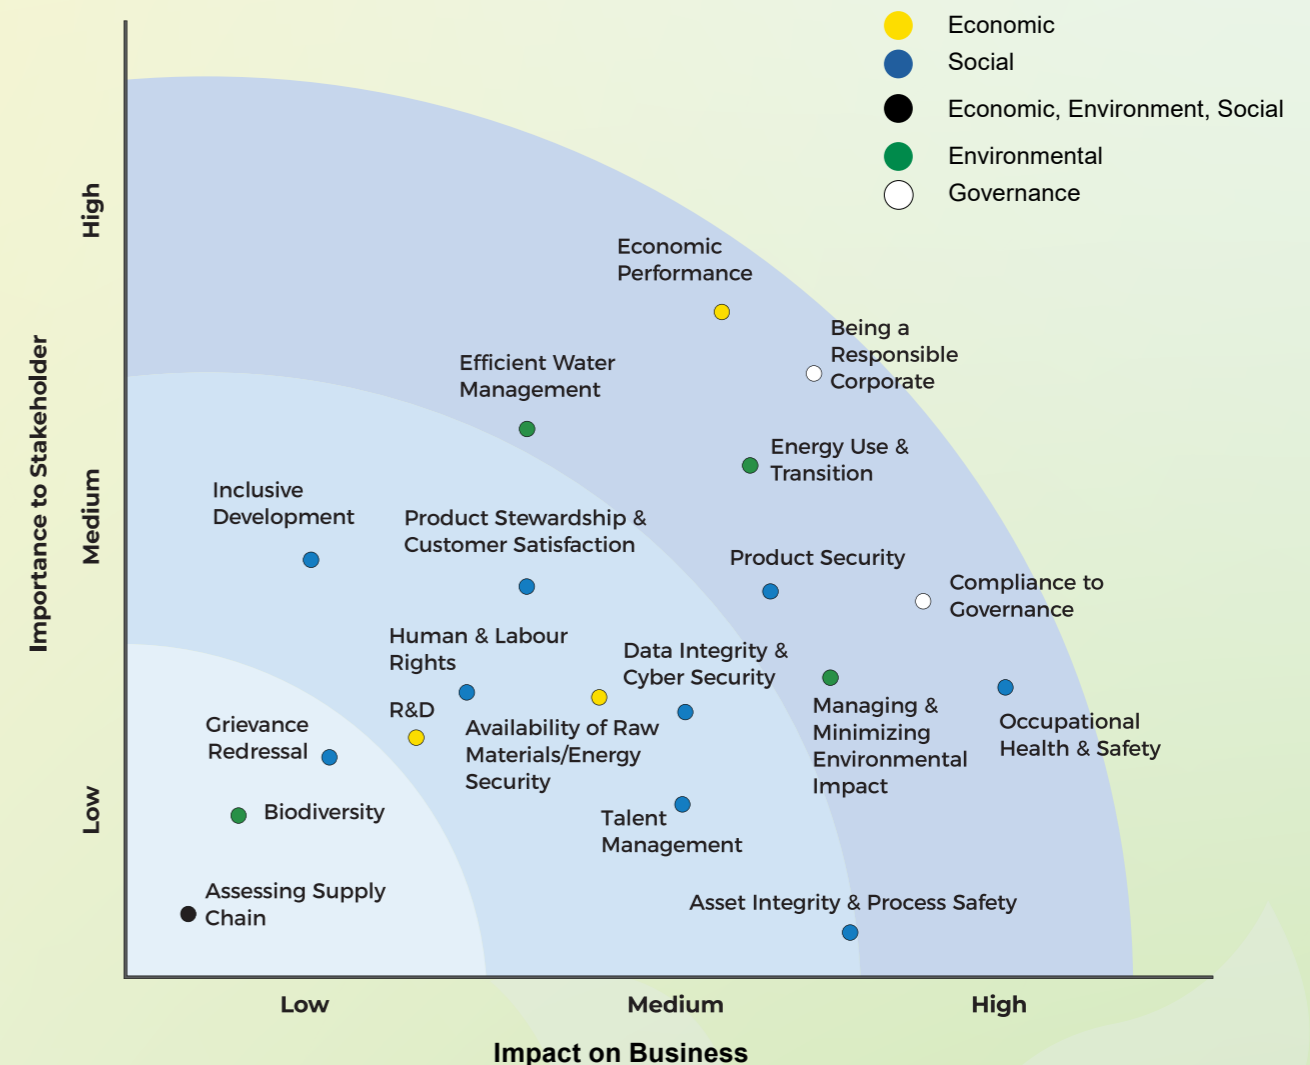 Economic
Social
Economic, Environment, Social
Environmental
Governance
Importance to Stakeholder
High
Medium
Low
Economic
Performance
Being a
Responsible
Corporate
Efficient Water
Management
Energy Use &
Transition
Inclusive
Development
Product Stewardship &
Customer Satisfaction
Product Security
Compliance to
Governance
Human & Labour
Rights
Data Integrity &
Cyber Security
R&D
Availability of Raw
Materials/Energy
Security
Managing &
Minimizing
Environmental
Impact
Occupational
Health & Safety
Grievance
Redressal
Biodiversity
Talent
Management
Assessing Supply
Chain
Asset Integrity & Process Safety
Low
Medium
High
Impact on Business